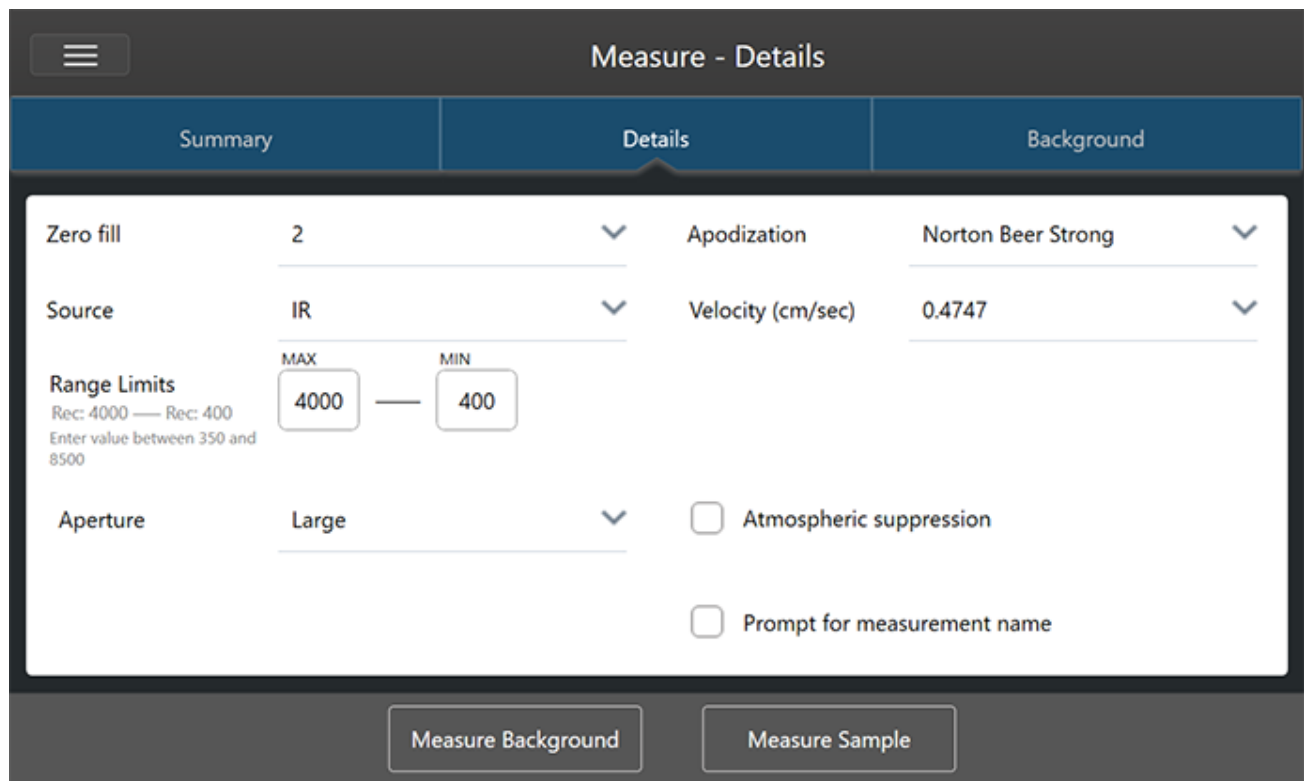 Measure - Details
Summary
Details
Background
Zero fill
2
Apodization
Norton Beer Strong
Source
IR
Velocity (cm/sec)
0.4747
MAX
MIN
Range Limits
4000 — 400
Rec: 4000 — Rec: 400
Enter value between 350 and
8500
Aperture
Large
Atmospheric suppression
Prompt for measurement name
Measure Background
Measure Sample